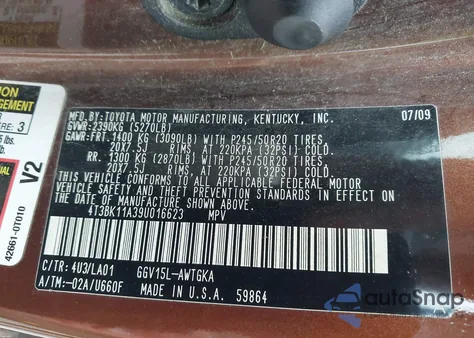 MFD.BY:TOYOTA MOTOR MANUFACTURING, KENTUCKY, INC. 07/09
GVWR:2390KG (5270LB)
GAWR:FRT. 1400 KG (3090LB) WITH P245/50R20 TIRES,
20X7.5J RIMS, AT 220KPA (32PSI) COLD.
RR. 1300 KG (2870LB) WITH P245/50R20 TIRES,
20X7.5J RIMS, AT 220KPA (32PSI) COLD.
THIS VEHICLE CONFORMS TO ALL APPLICABLE FEDERAL MOTOR
VEHICLE SAFETY AND THEFT PREVENTION STANDARDS IN EFFECT ON
THE DATE OF MANUFACTURE SHOWN ABOVE.
4T3BK11A39U016623 MPV
C/TR: 4U3/LA01 GGV15L-AWTGKA
A/TM:-02A/U660F MADE IN U.S.A. 59864
3
lbs.
V2
42661-0T010
autoSnap